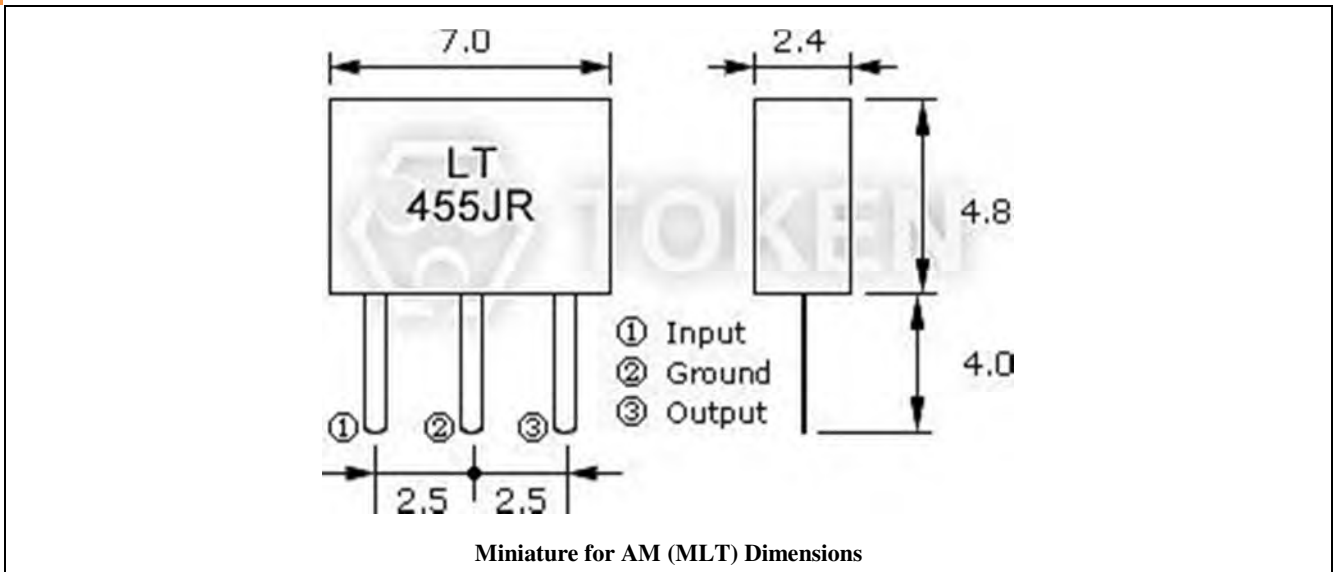 7.0
2.4
LT
455JR
TOKEN
4.8
① Input
② Ground
③ Output
4.0
① ② ③
2.5 2.5
Miniature for AM (MLT) Dimensions